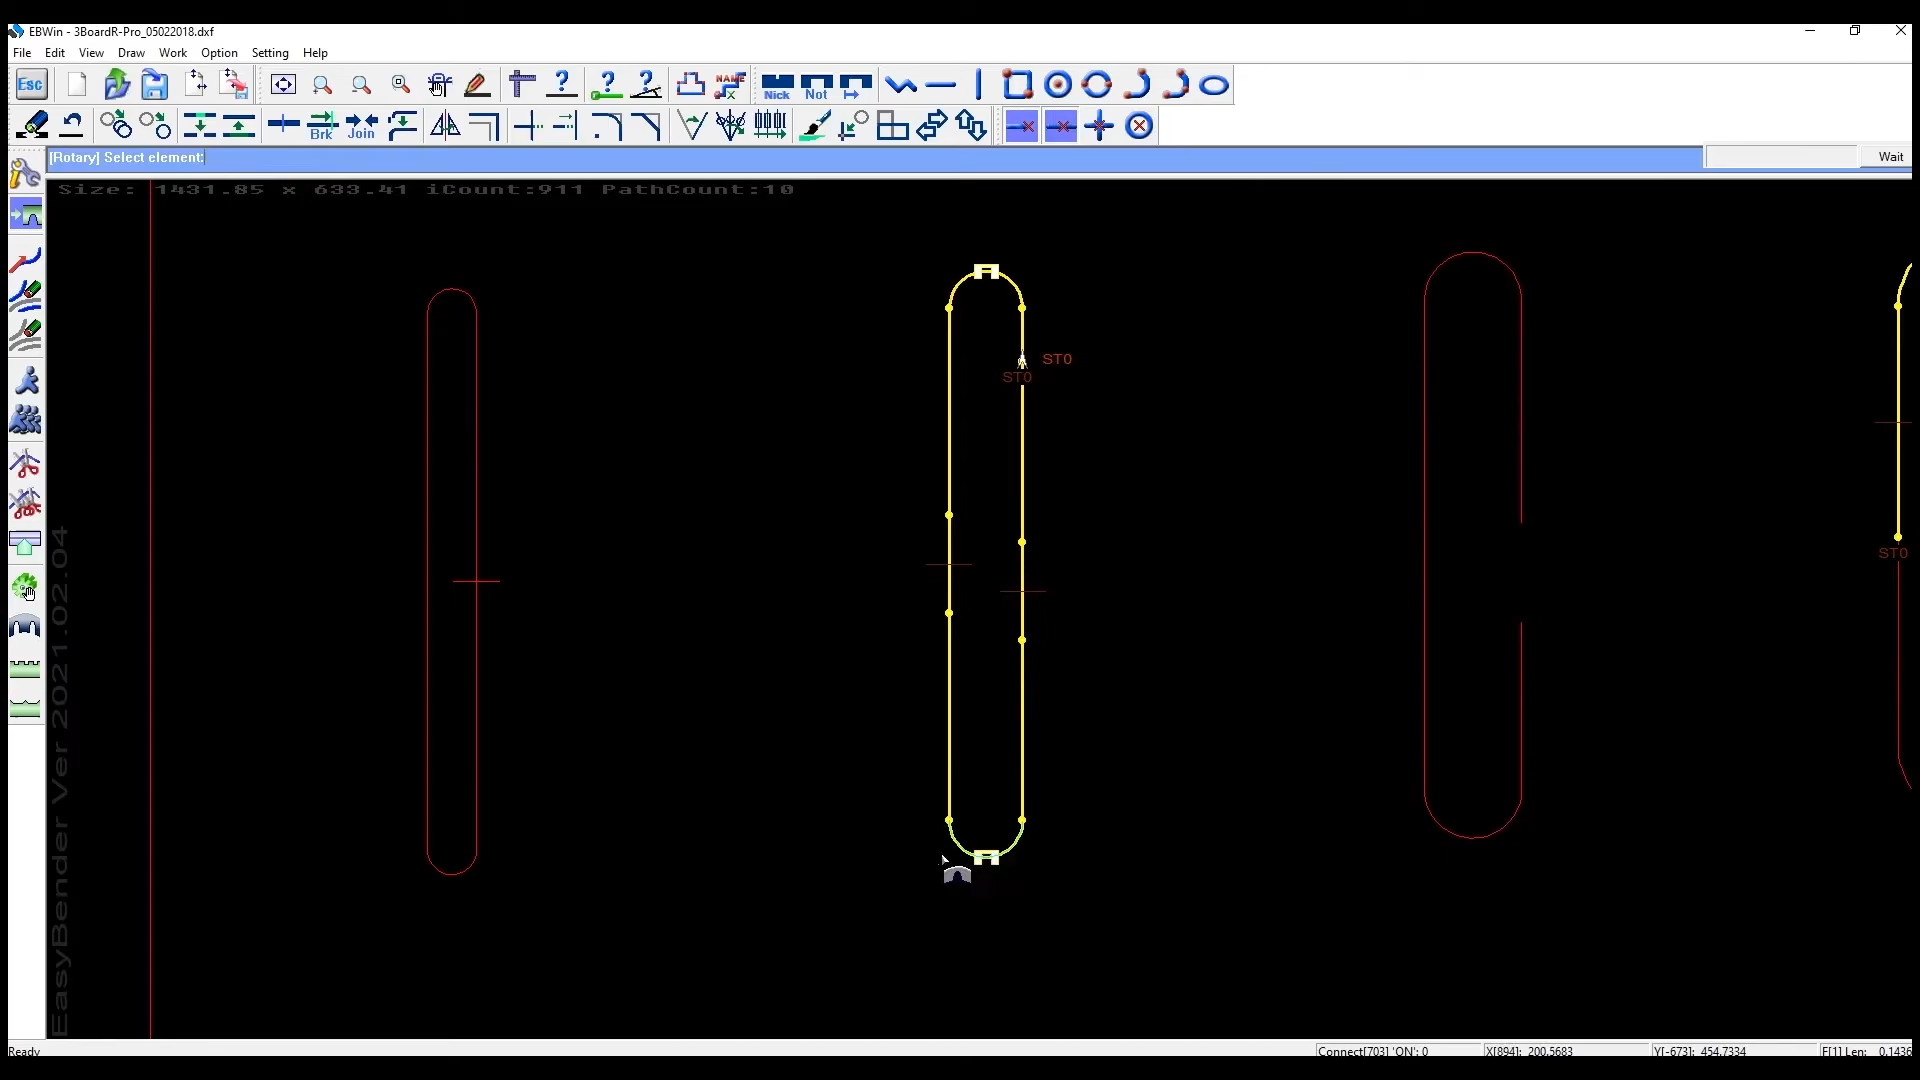 EBWin - 3BoardR-Pro_05022018.dxf
File Edit View Draw Work Option Setting Help
Esc
NAME
Nick
Not
Brk
Join
[Rotary] Select element:
Wait
Size: 1431.85 x 633.41 iCount:911 PathCount:10
ST0
ST0
ST0
EasyBender Ver 2021.02.04
Ready
Connect[703] 'ON': 0
X[894]: 200.5683
Y[-673]: 454.7334
F[1] Len: 0.1436